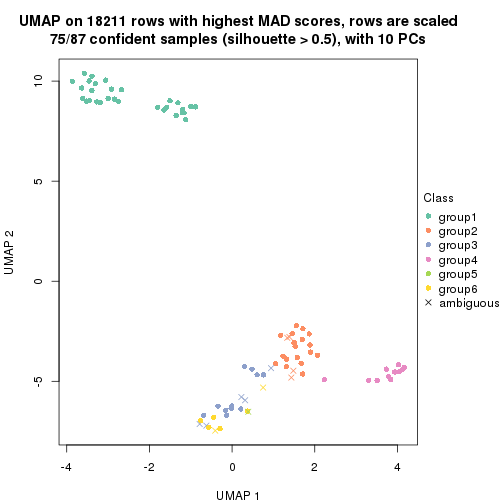 UMAP on 18211 rows with highest MAD scores, rows are scaled
75/87 confident samples (silhouette > 0.5), with 10 PCs
10
5
0
-5
UMAP 2
-4
-2
0
2
4
UMAP 1
Class
group1
group2
group3
group4
group5
group6
ambiguous